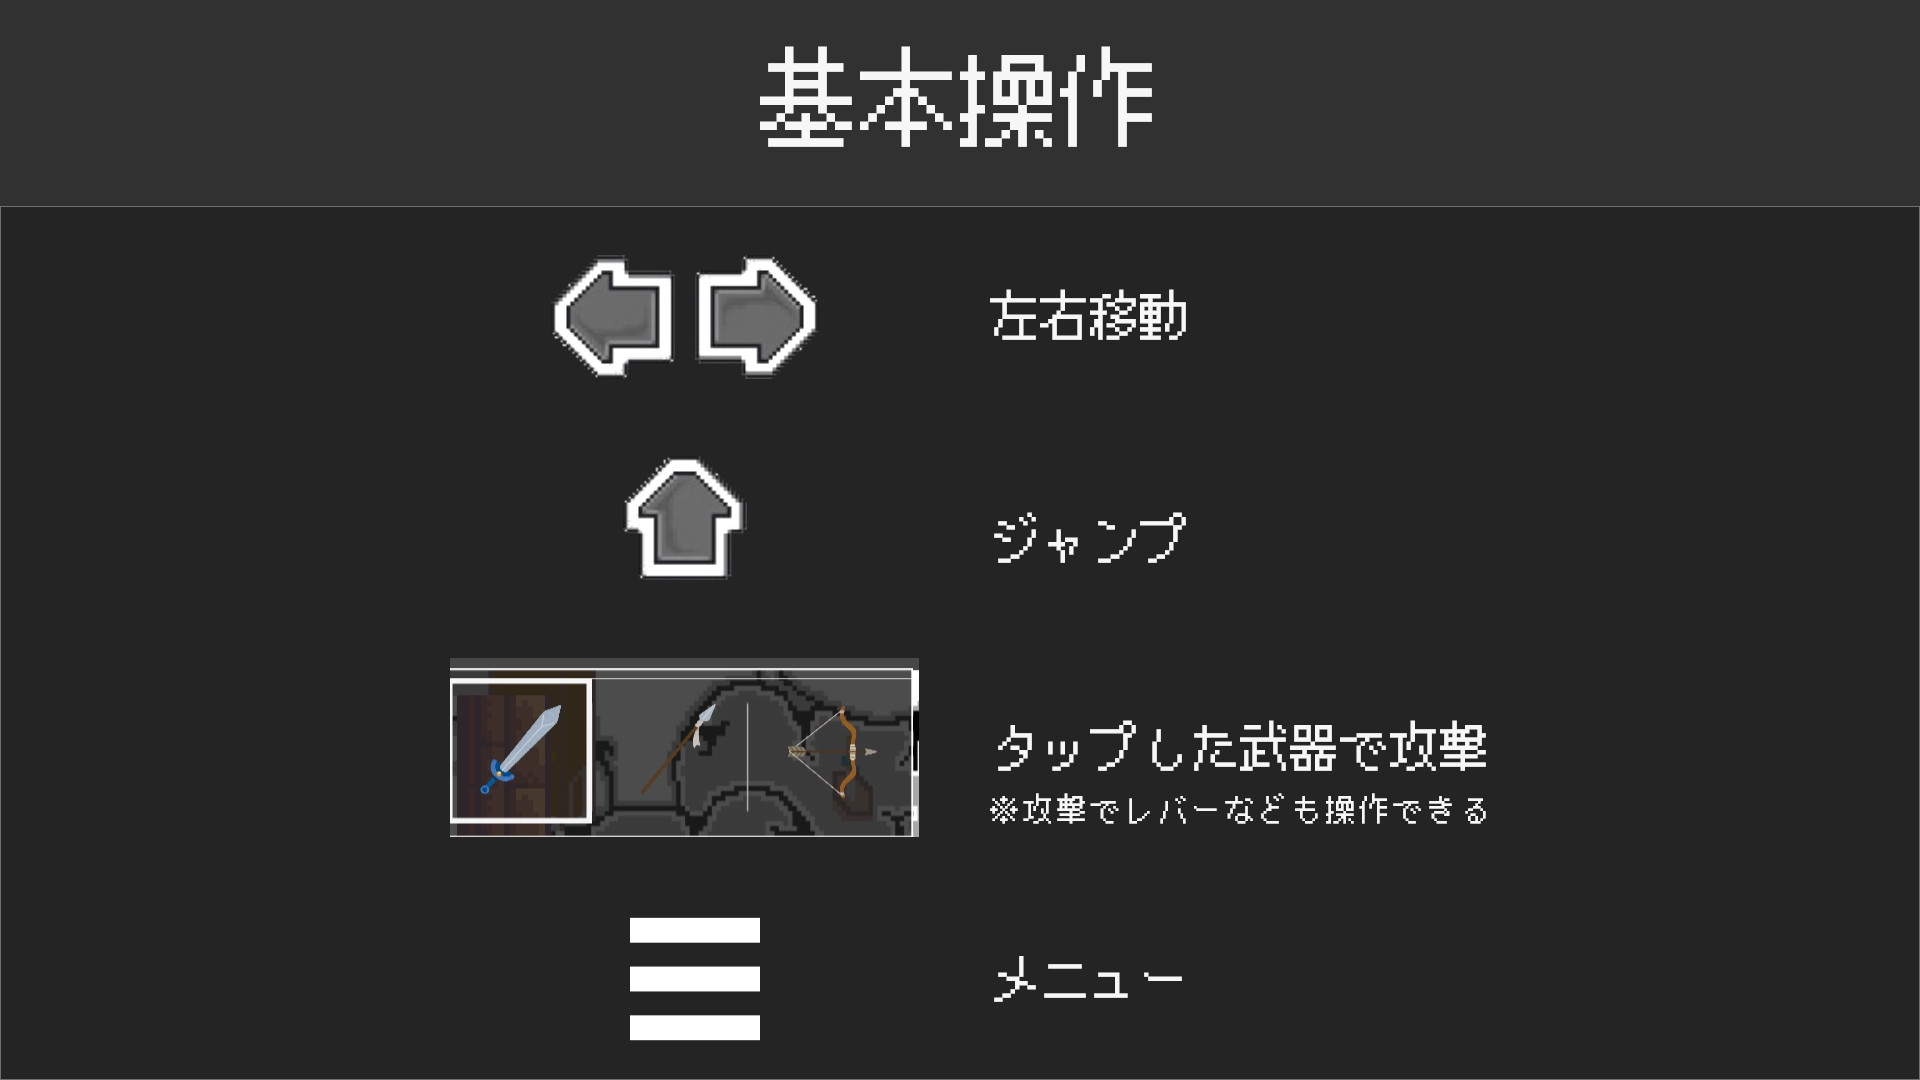 基本操作
左右移動
ジャンプ
タップした武器で攻撃
※攻撃でレバーなども操作できる
メニュー